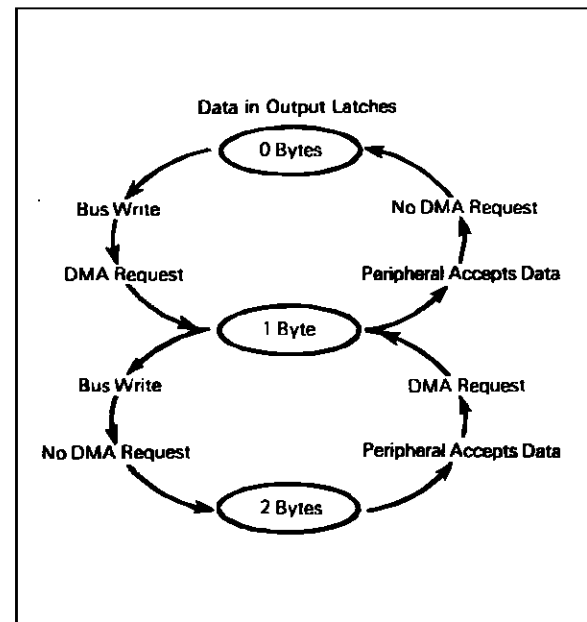 Data in Output Latches
0 Bytes
Bus Write
No DMA Request
DMA Request
Peripheral Accepts Data
1 Byte
Bus Write
DMA Request
No DMA Request
Peripheral Accepts Data
2 Bytes